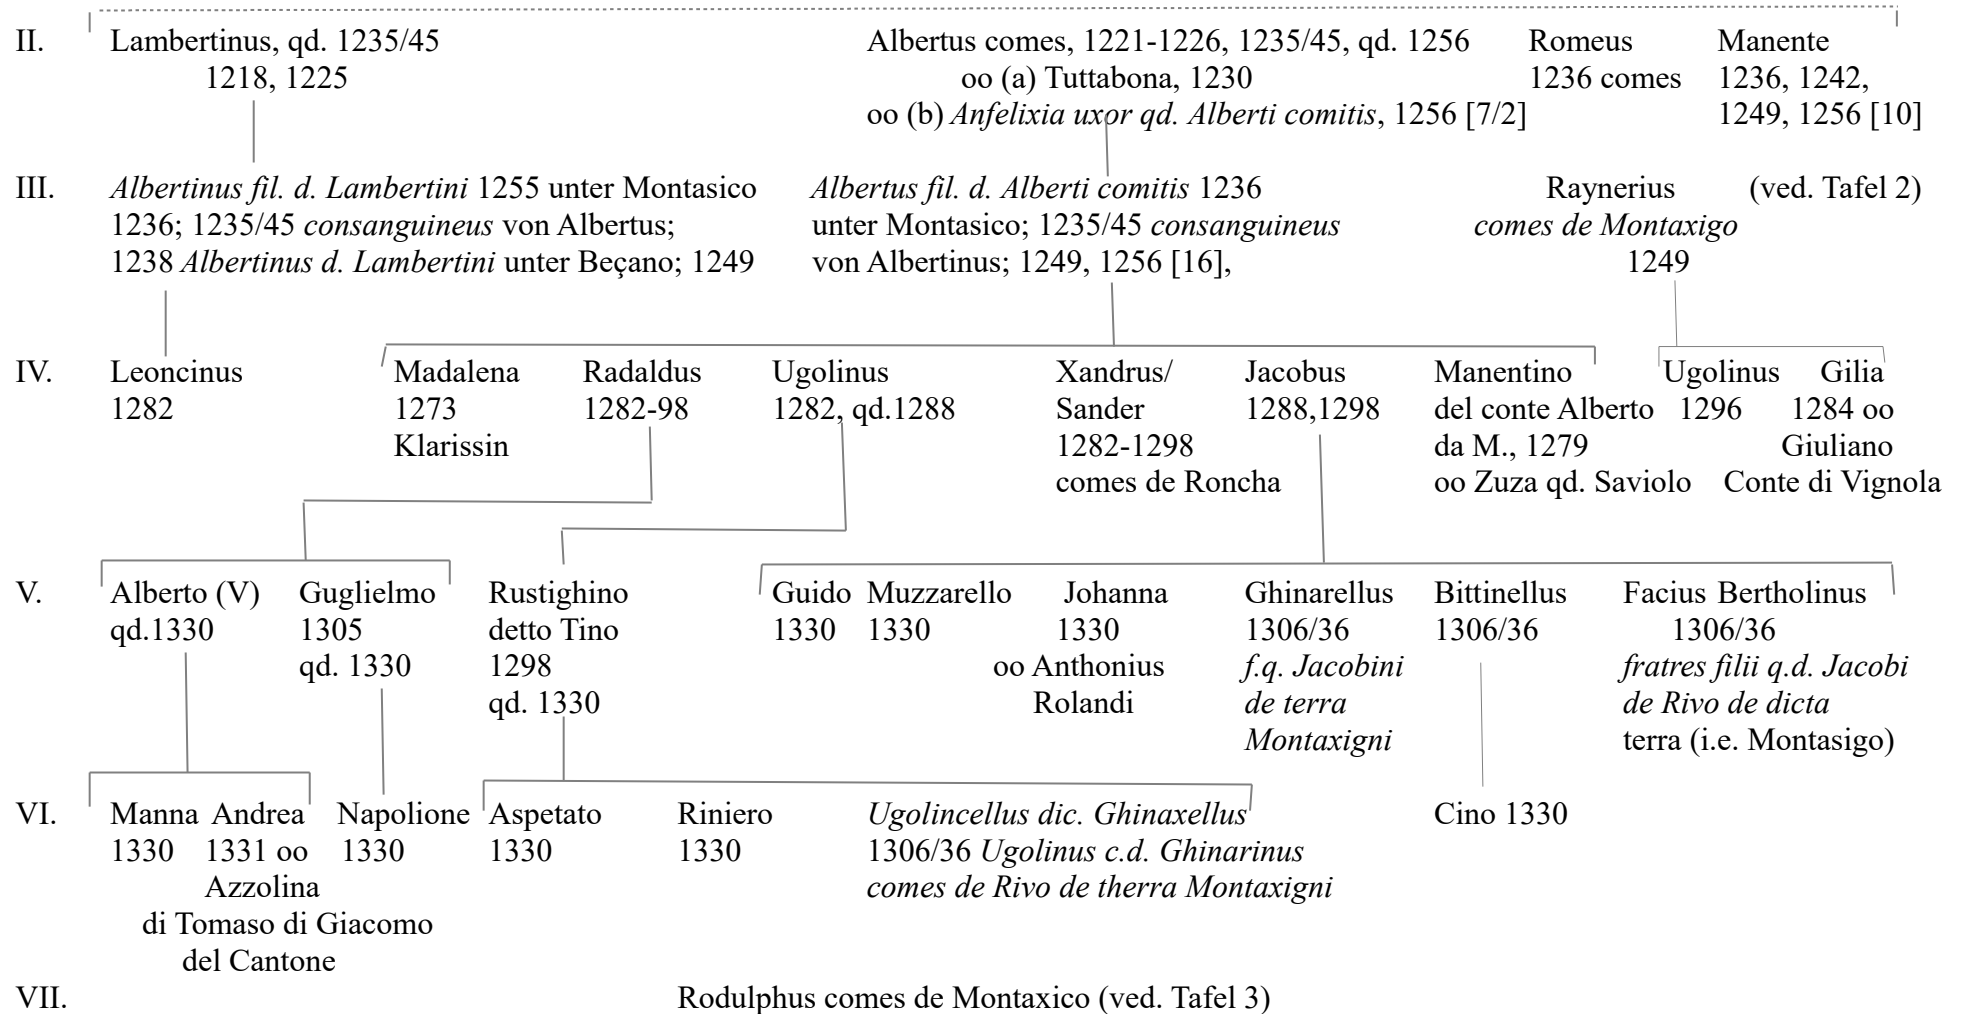 II. Lambertinus, qd. 1235/45 Albertus comes, 1221-1226, 1235/45, qd. 1256 Romeus Manente
1218, 1225 oo (a) Tuttabona, 1230 1236 comes 1236, 1242,
oo (b) Anfelixia uxor qd. Alberti comitis, 1256 [7/2] 1249, 1256 [10]
III. Albertinus fil. d. Lambertini 1255 unter Montasico Albertus fil. d. Alberti comitis 1236 Raynerius (ved. Tafel 2)
1236; 1235/45 consanguineus von Albertus; unter Montasico; 1235/45 consanguineus comes de Montaxigo
1238 Albertinus d. Lambertini unter Beçano; 1249 von Albertinus; 1249, 1256 [16], 1249
IV. Leoncinus Madalena Radaldus Ugolinus Xandrus/ Jacobus Manentino Ugolinus Gilia
1282 1273 1282-98 1282, qd.1288 Sander 1288,1298 del conte Alberto 1296 1284 oo
Klarissin 1282-1298 da M., 1279 Giuliano
comes de Roncha oo Zuza qd. Saviolo Conte di Vignola
V. Alberto (V) Guglielmo Rustighino Guido Muzzarello Johanna Ghinarellus Bittinellus Facius Bertholinus
qd.1330 1305 detto Tino 1330 1330 1330 1306/36 1306/36 1306/36
qd. 1330 1298 oo Anthonius f.q. Jacobini fratres filii q.d. Jacobi
qd. 1330 Rolandi de terra de Rivo de dicta
Montaxigni terra (i.e. Montasigo)
VI. Manna Andrea Napolione Aspetato Riniero Ugolincellus dic. Ghinaxellus Cino 1330
1330 1331 oo 1330 1330 1330 1306/36 Ugolinus c.d. Ghinarinus
Azzolina comes de Rivo de therra Montaxigni
di Tomaso di Giacomo
del Cantone
VII. Rodulphus comes de Montaxico (ved. Tafel 3)